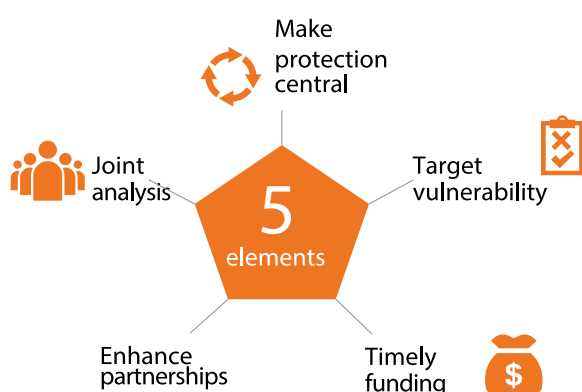 Make
protection
central
Joint
analysis
Target
vulnerability
5
elements
Enhance
partnerships
Timely
funding
$